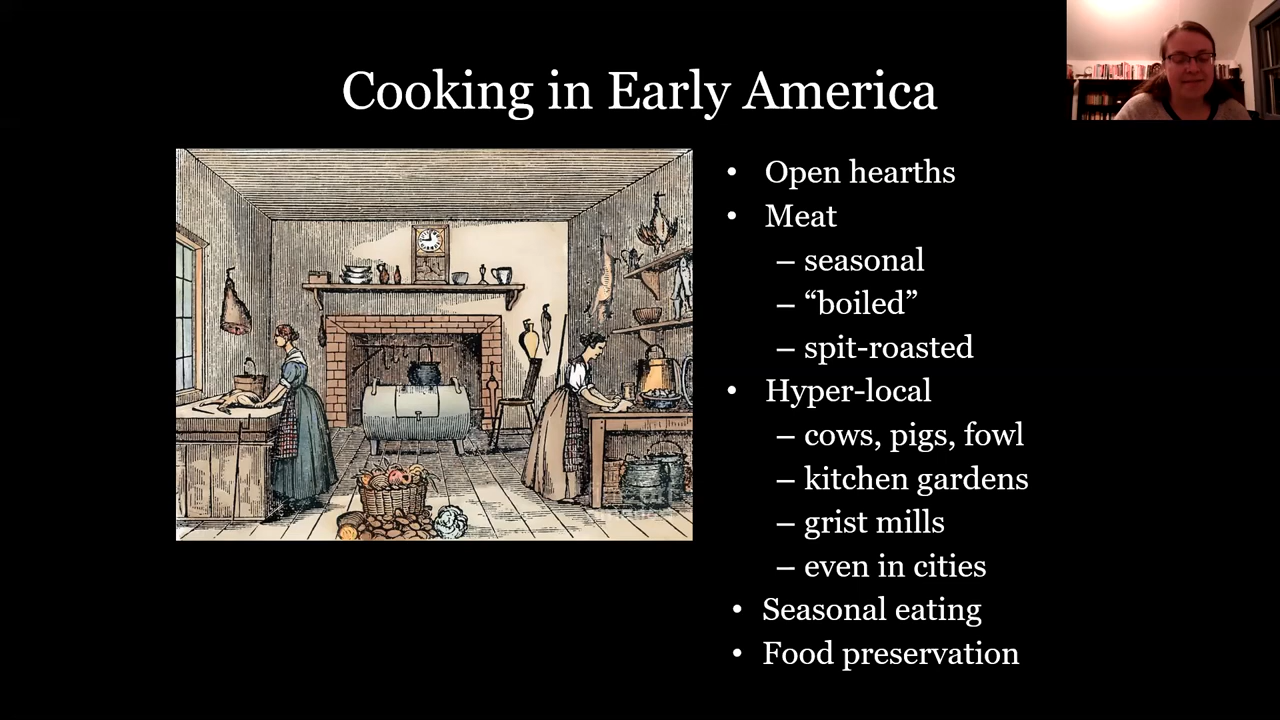 Cooking in Early America
• Open hearths
• Meat
– seasonal
– “boiled”
– spit-roasted
• Hyper-local
– cows, pigs, fowl
– kitchen gardens
– grist mills
– even in cities
• Seasonal eating
• Food preservation